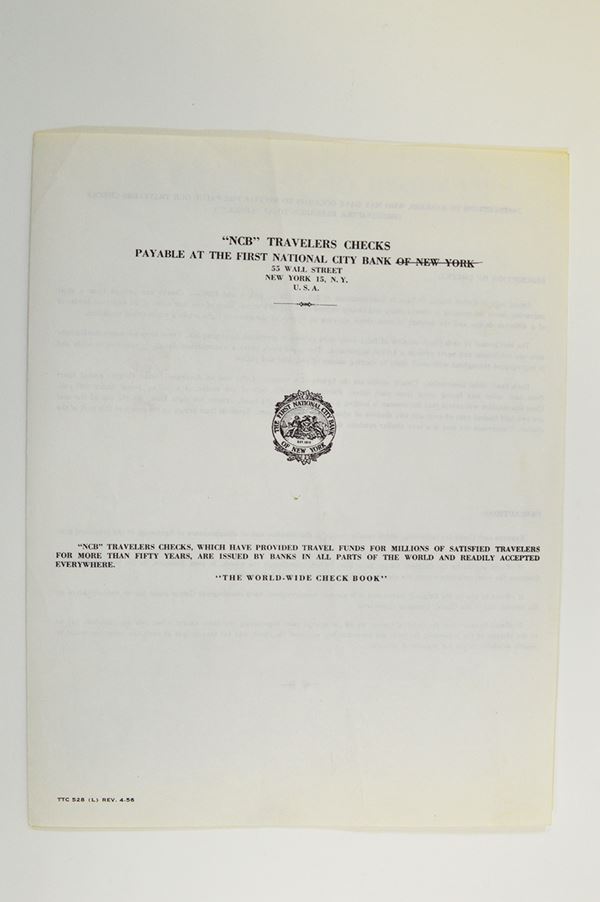 "NCB" TRAVELERS CHECKS
PAYABLE AT THE FIRST NATIONAL CITY BANK OF NEW YORK
55 WALL STREET
NEW YORK 15, N. Y.
U. S. A.
THE FIRST NATIONAL CITY BANK
OF NEW YORK
EST. 1812
"NCB" TRAVELERS CHECKS, WHICH HAVE PROVIDED TRAVEL FUNDS FOR MILLIONS OF SATISFIED TRAVELERS
FOR MORE THAN FIFTY YEARS, ARE ISSUED BY BANKS IN ALL PARTS OF THE WORLD AND READILY ACCEPTED
EVERYWHERE.
"THE WORLD-WIDE CHECK BOOK"
TTC 528 (L) REV. 4-56